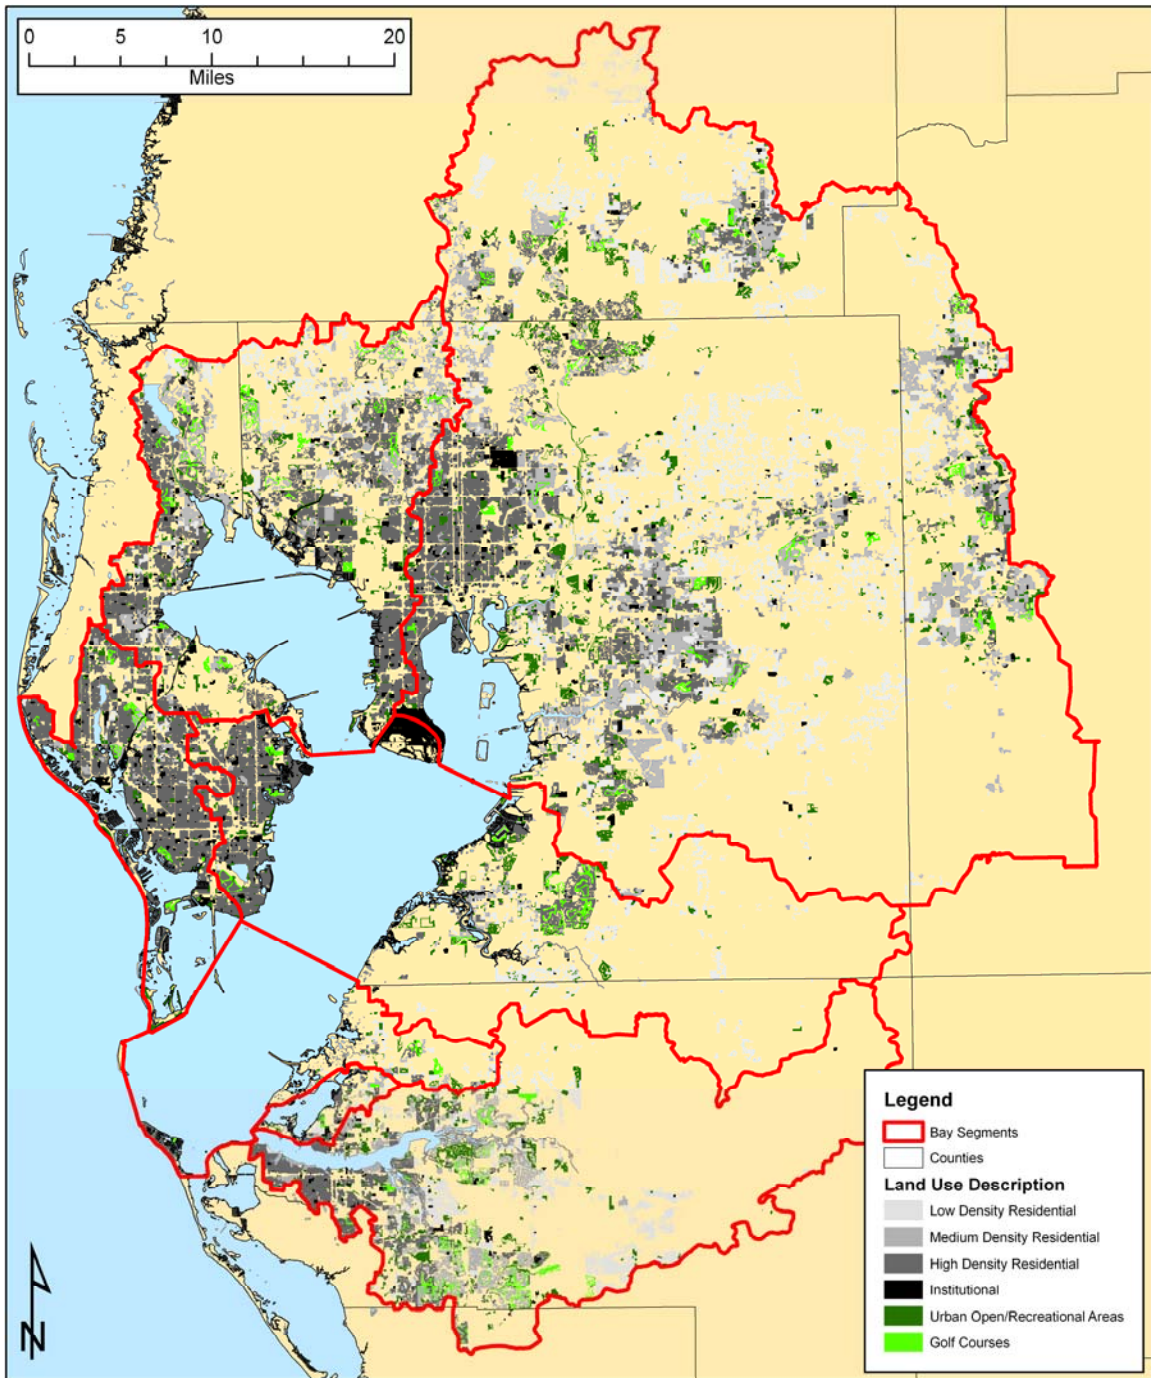 0 5 10 20
Miles
Legend
Bay Segments
Counties
Land Use Description
Low Density Residential
Medium Density Residential
High Density Residential
Institutional
Urban Open/Recreational Areas
Golf Courses
N